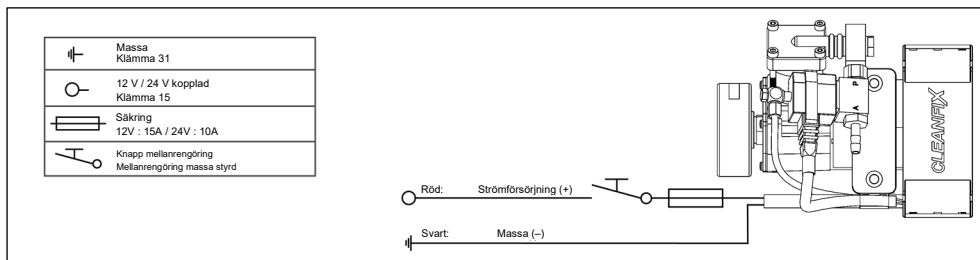 Massa
Klämma 31
12 V / 24 V kopplad
Klämma 15
Säkring
12V : 15A / 24V : 10A
Knapp mellanrengöring
Mellanrengöring massa styrd
Röd: Strömförsörjning (+)
Svart: Massa (–)
P
A
CLEANFIX